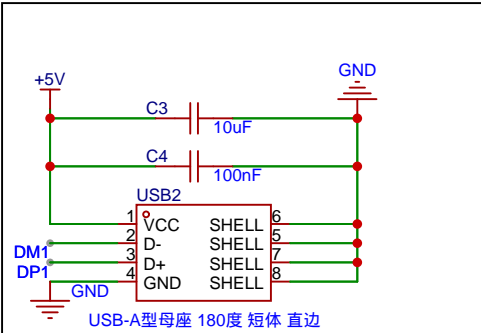 +5V
GND
C3
10uF
C4
100nF
USB2
1 VCC SHELL 6
2 D- SHELL 5
DM1
3 D+ SHELL 7
DP1
4 GND SHELL 8
GND
USB-A型母座 180度 短体 直边